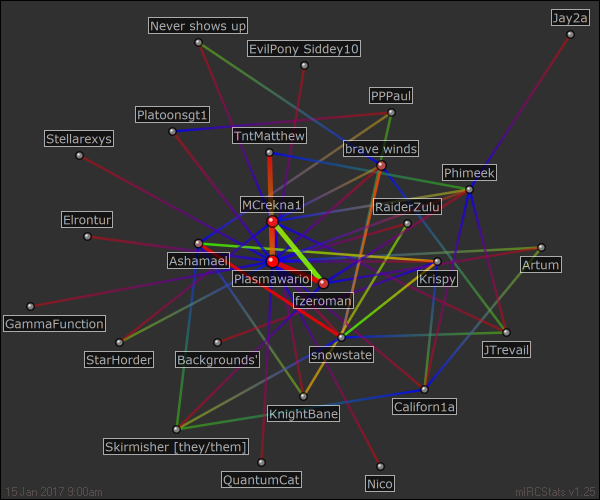 Jay2a
Never shows up
EvilPony Siddey10
PPPaul
Platoonsgt1
TntMatthew
Stellarexys
brave winds
Phimeek
MCrekna1
RaiderZulu
Elrontur
Ashamael
Plasmawario
Krispy
Artum
fzeroman
GammaFunction
StarHorder
Backgrounds'
snowstate
JTrevail
KnightBane
Californ1a
Skirmisher [they/them]
QuantumCat
Nico
15 Jan 2017 9:00am
mIRCStats v1.25